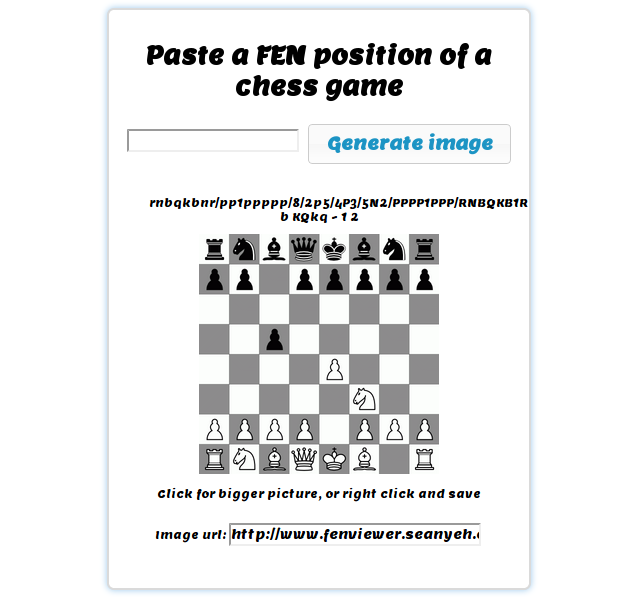 Paste a FEN position of a
chess game
Generate image
rnbqkbnr/pp1ppppp/8/2p5/4P3/5N2/PPPP1PPP/RNBQKB1R
b KQkq - 1 2
Click for bigger picture, or right click and save
Image url: http://www.fenviewer.seanyeh.